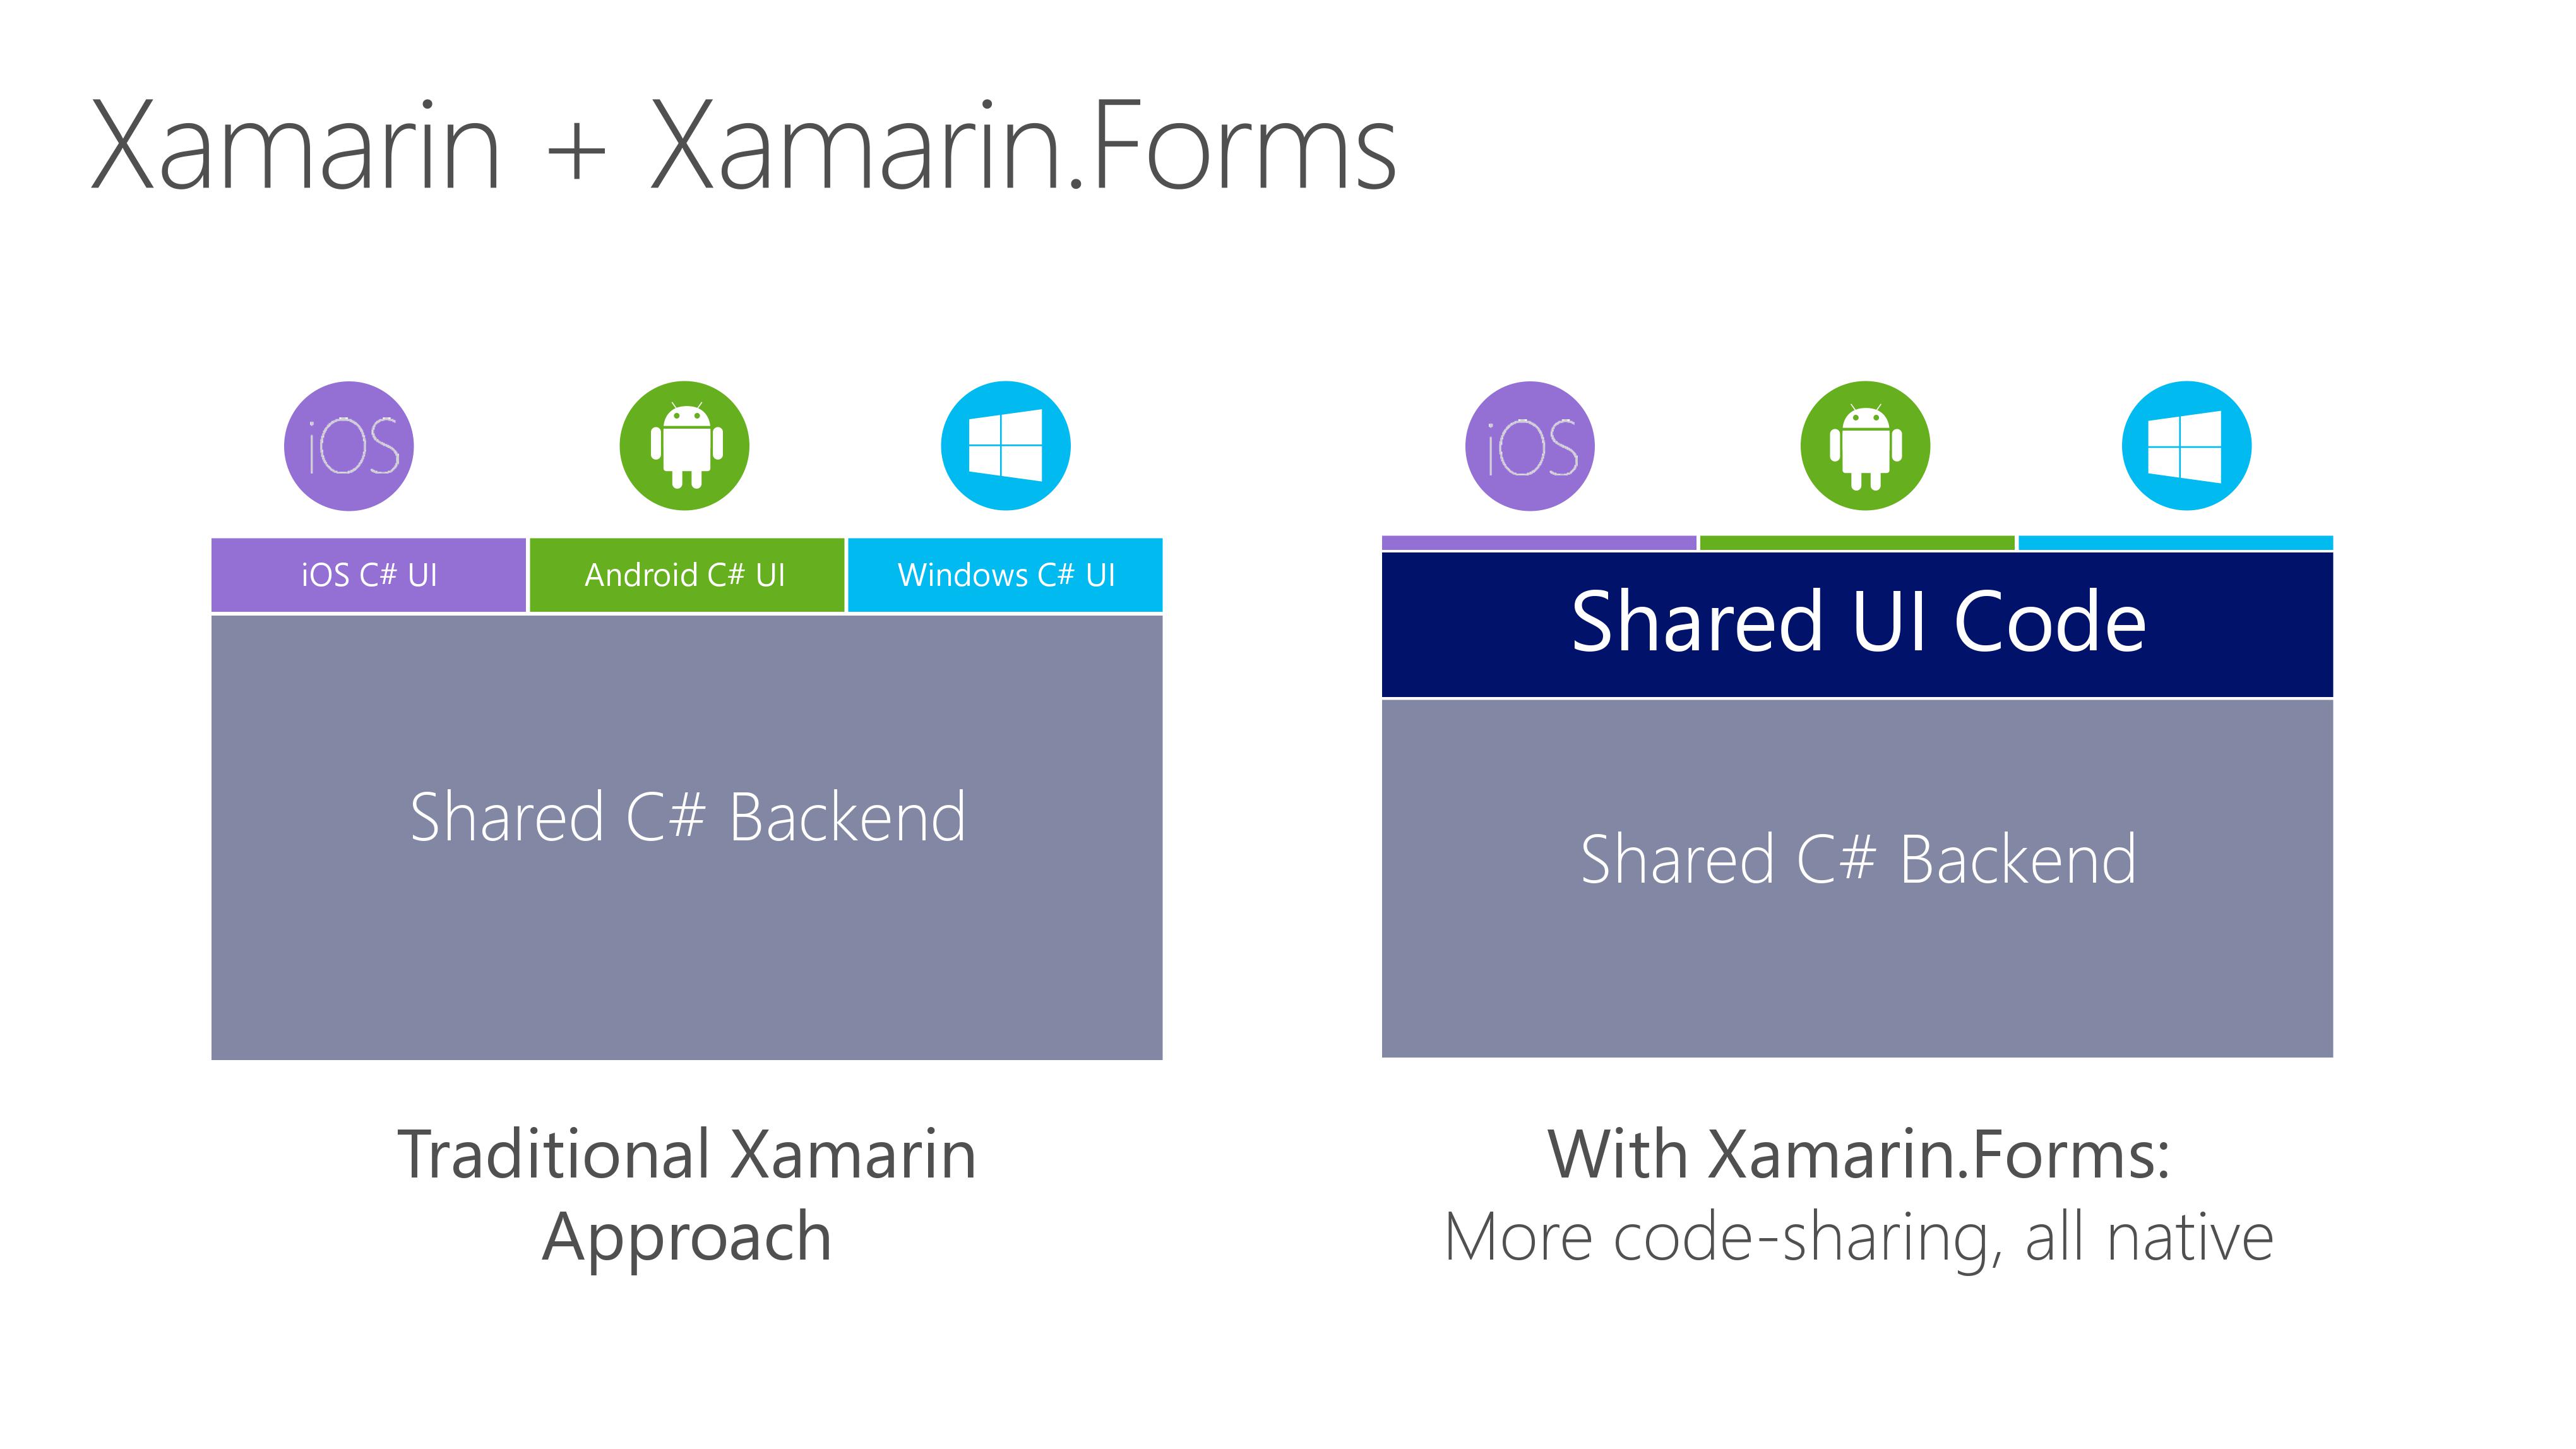 Xamarin + Xamarin.Forms
iOS
iOS C# UI
Android C# UI
Windows C# UI
Shared C# Backend
Traditional Xamarin
Approach
iOS
Shared UI Code
Shared C# Backend
With Xamarin.Forms:
More code-sharing, all native